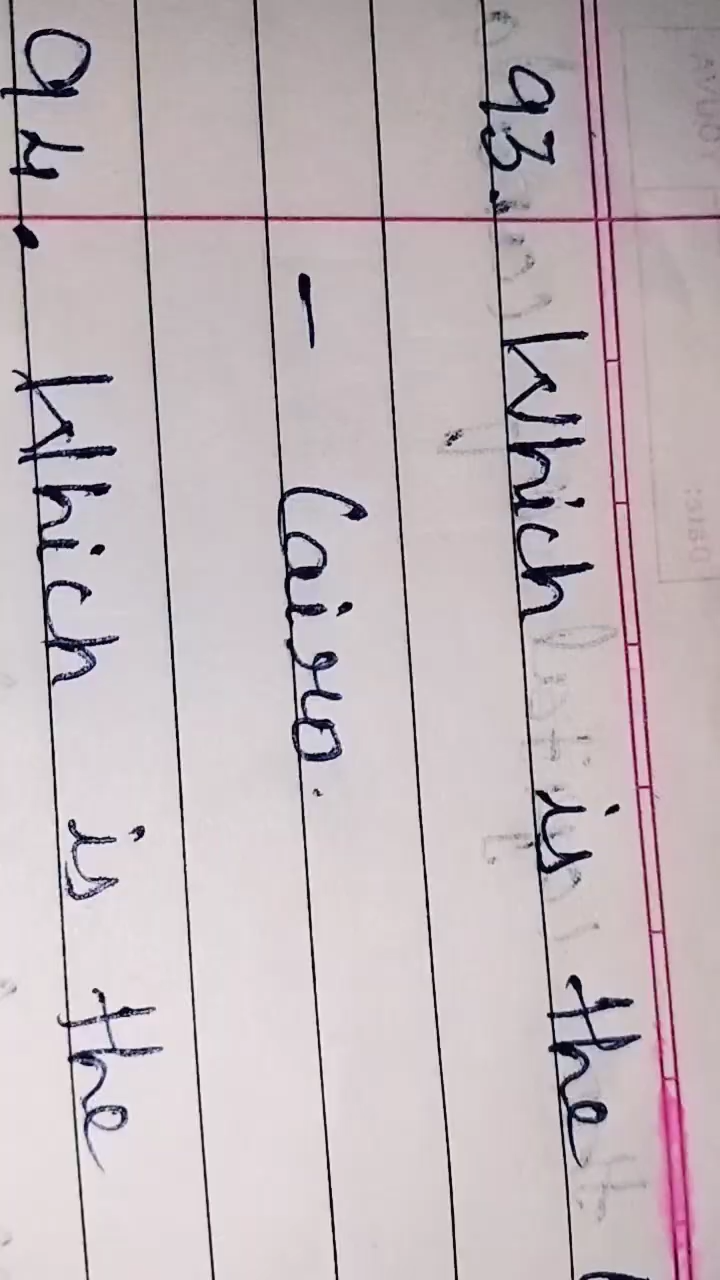 93. Which is the
- Cairo.
94. Which is the